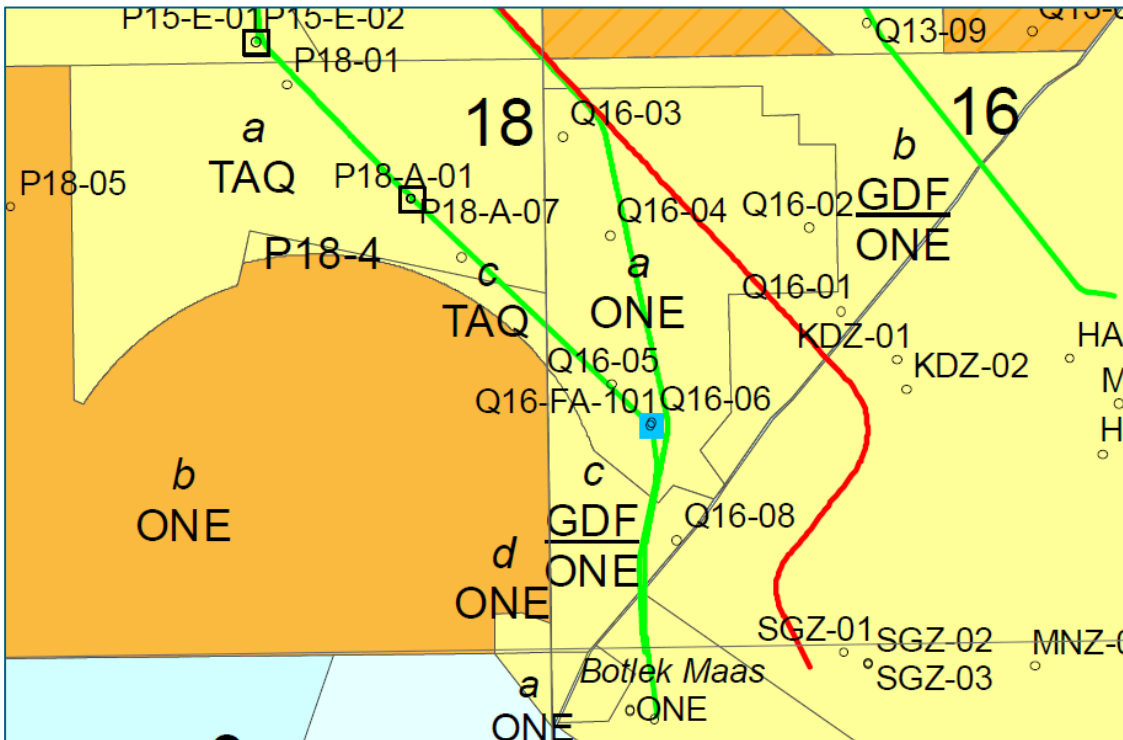 P15-E-01
P15-E-02
Q13-09
P18-01
18
16
Q16-03
a
TAQ
b
GDF
ONE
P18-05
P18-A-01
P18-A-07
Q16-04
Q16-02
P18-4
c
TAQ
a
ONE
Q16-01
KDZ-01
KDZ-02
HA
M
H
Q16-05
Q16-FA-101
Q16-06
b
ONE
c
GDF
ONE
Q16-08
d
ONE
SGZ-01
SGZ-02
SGZ-03
MNZ-0
Botlek Maas
ONE
a
ONE